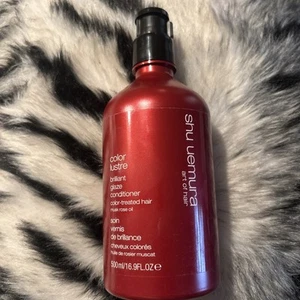 shu uemura
art of hair
color
lustre
brilliant
glaze
conditioner
color-treated hair
musk rose oil
soin
vernis
de brillance
cheveux colorés
huile de rosier muscat
500ml/16.9FL.OZ e